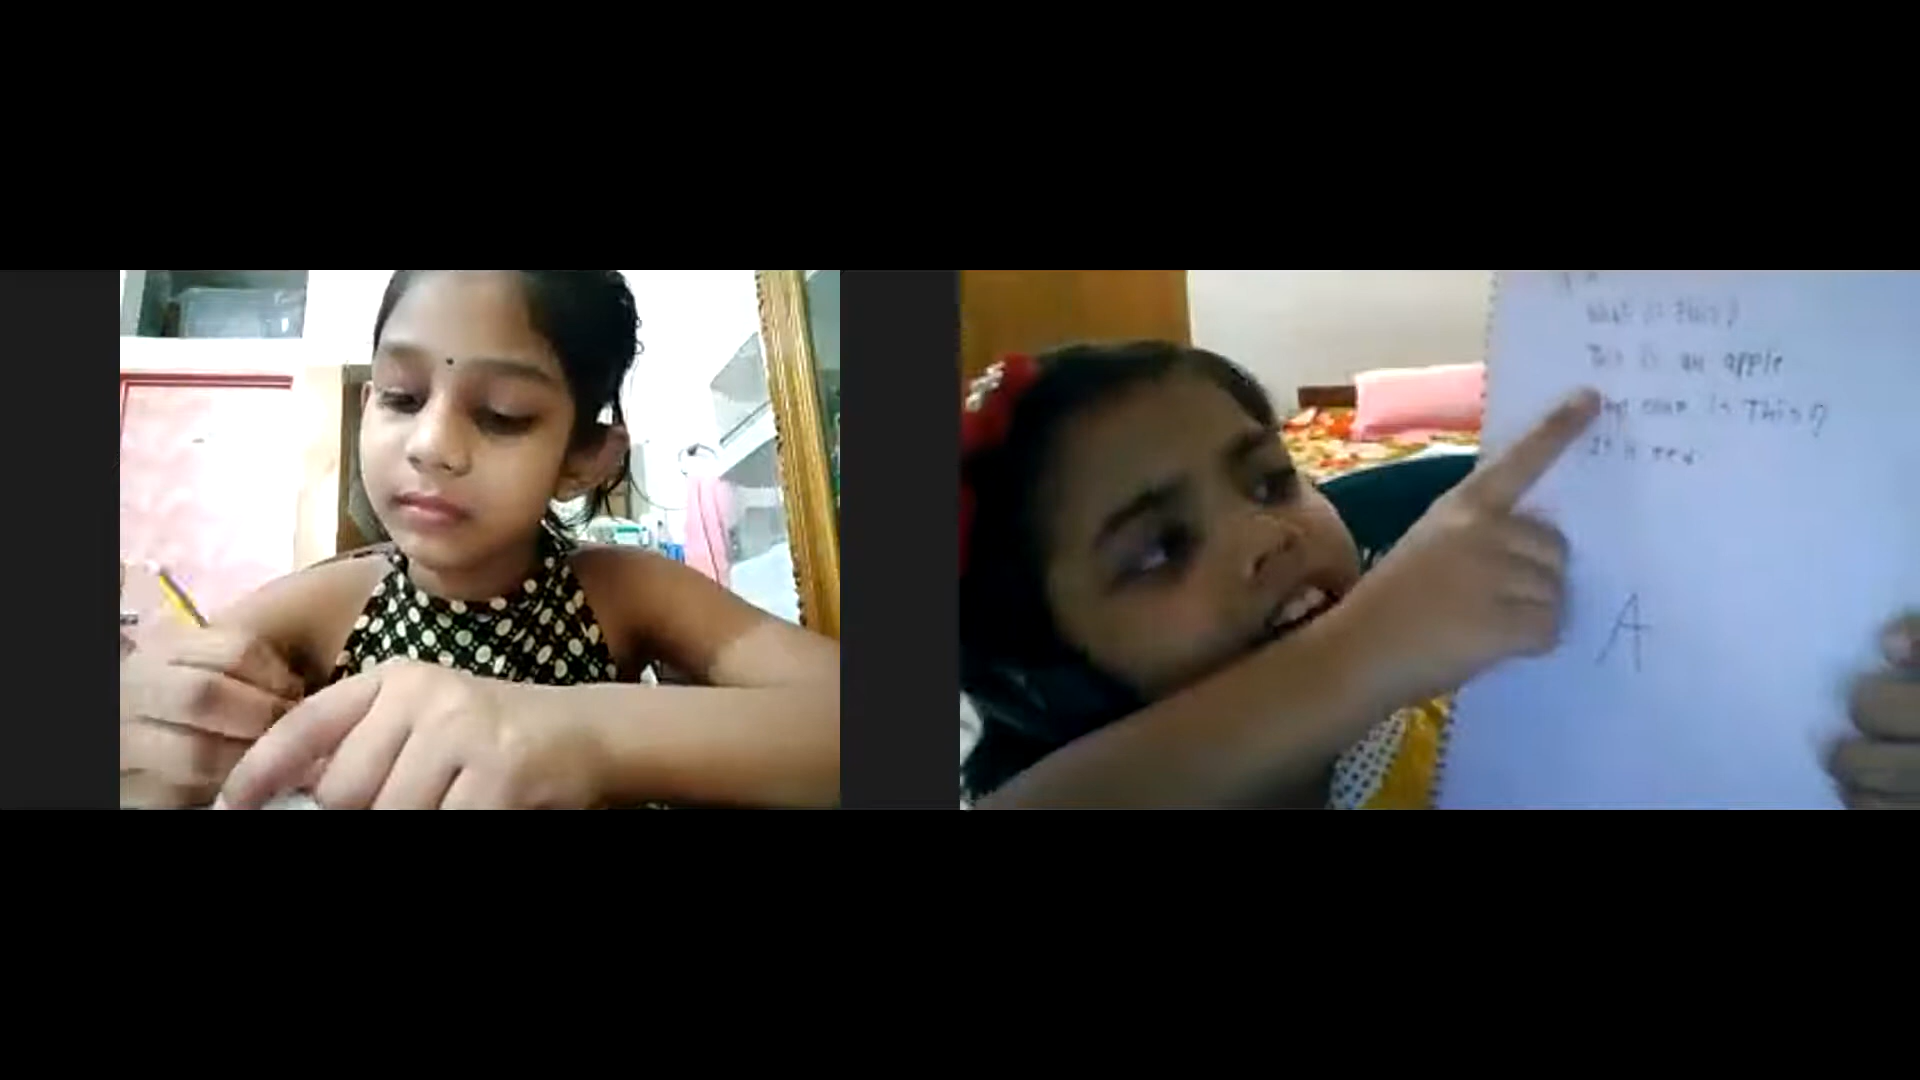 What is This?
This is an apple
is This?
It is red
A